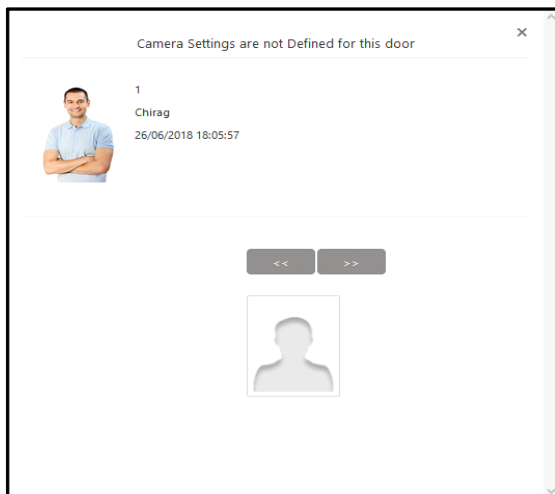 ×
Camera Settings are not Defined for this door
1
Chirag
26/06/2018 18:05:57
<< >>